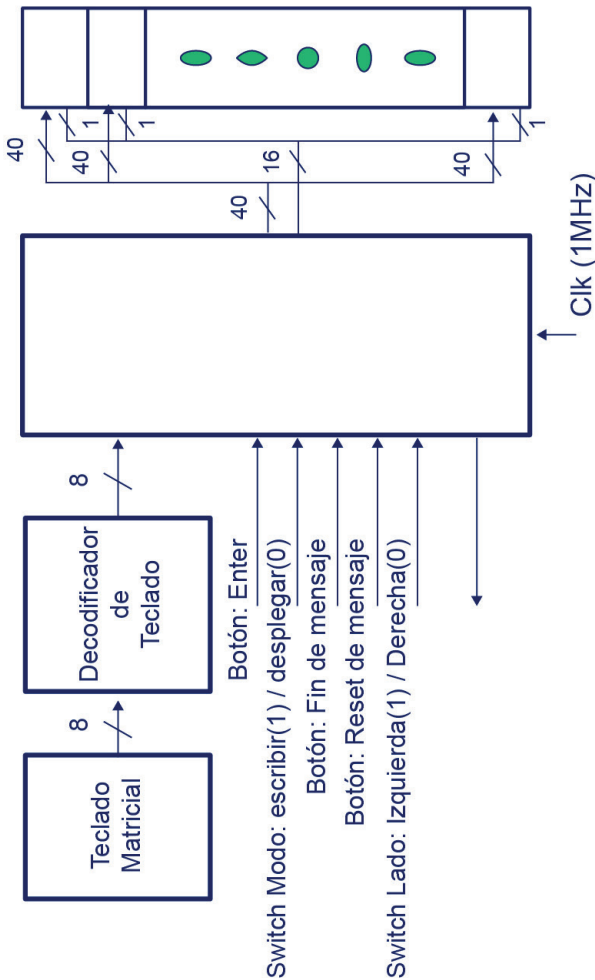 Teclado
Matricial
8
Decodificador
de
Teclado
8
Botón: Enter
Switch Modo: escribir(1) / desplegar(0)
Botón: Fin de mensaje
Botón: Reset de mensaje
Switch Lado: Izquierda(1) / Derecha(0)
Clk (1MHz)
40
16
40
1
40
1
40
1